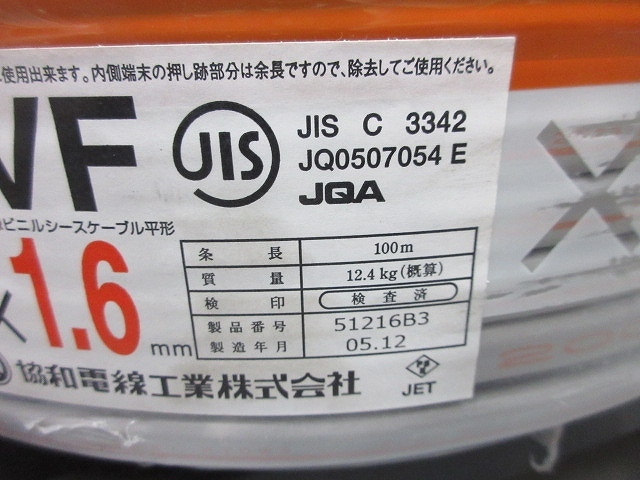 使用出来ます。内側端末の押し跡部分は余長ですので、除去してご使用ください。
VF
JIS
JIS C 3342
JQ0507054 E
JQA
ビニルシースケーブル平形
×1.6 mm
条長 100m
質量 12.4kg(概算)
検印 検査済
製品番号 51216B3
製造年月 05.12
協和電線工業株式会社
JET